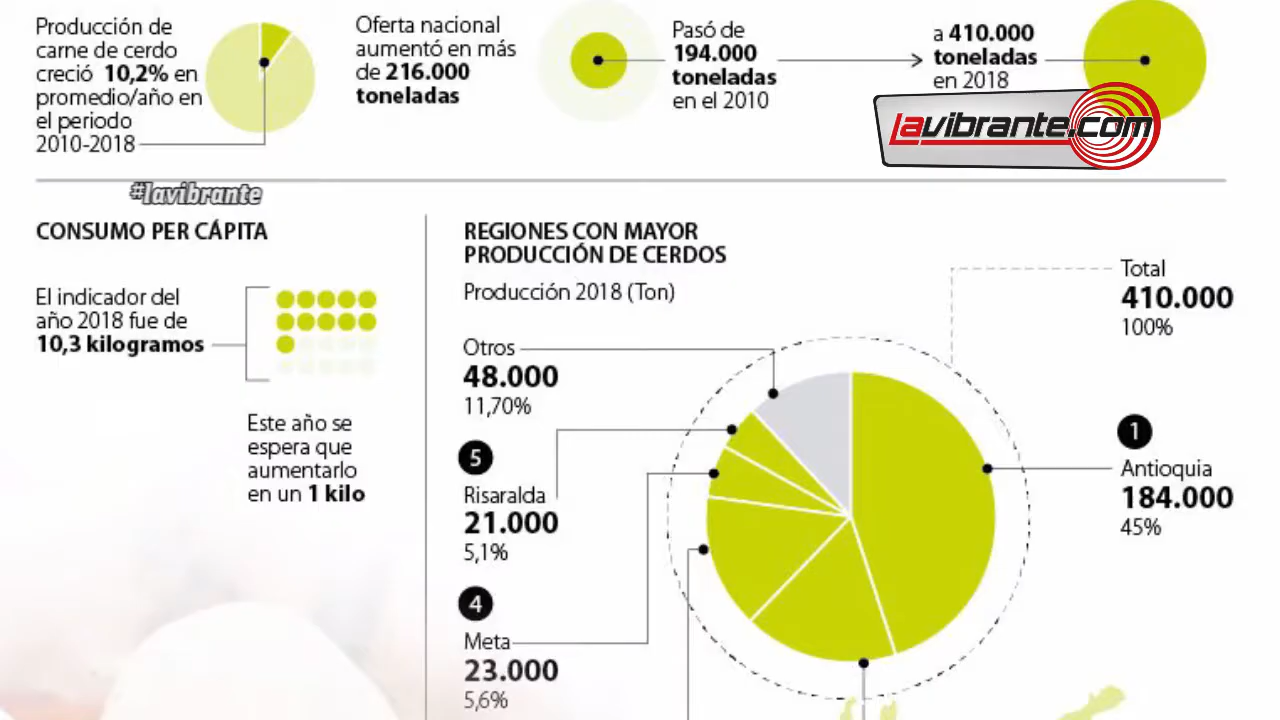 Producción de
carne de cerdo
creció 10,2% en
promedio/año en
el periodo
2010-2018
Oferta nacional
aumentó en más
de 216.000
toneladas
Pasó de
194.000
toneladas
en el 2010
a 410.000
toneladas
en 2018
lavibrante.com
#lavibrante
CONSUMO PER CÁPITA
El indicador del
año 2018 fue de
10,3 kilogramos
Este año se
espera que
aumentarlo
en un 1 kilo
REGIONES CON MAYOR
PRODUCCIÓN DE CERDOS
Producción 2018 (Ton)
Total
410.000
100%
Otros
48.000
11,70%
1
Antioquia
184.000
45%
5
Risaralda
21.000
5,1%
4
Meta
23.000
5,6%